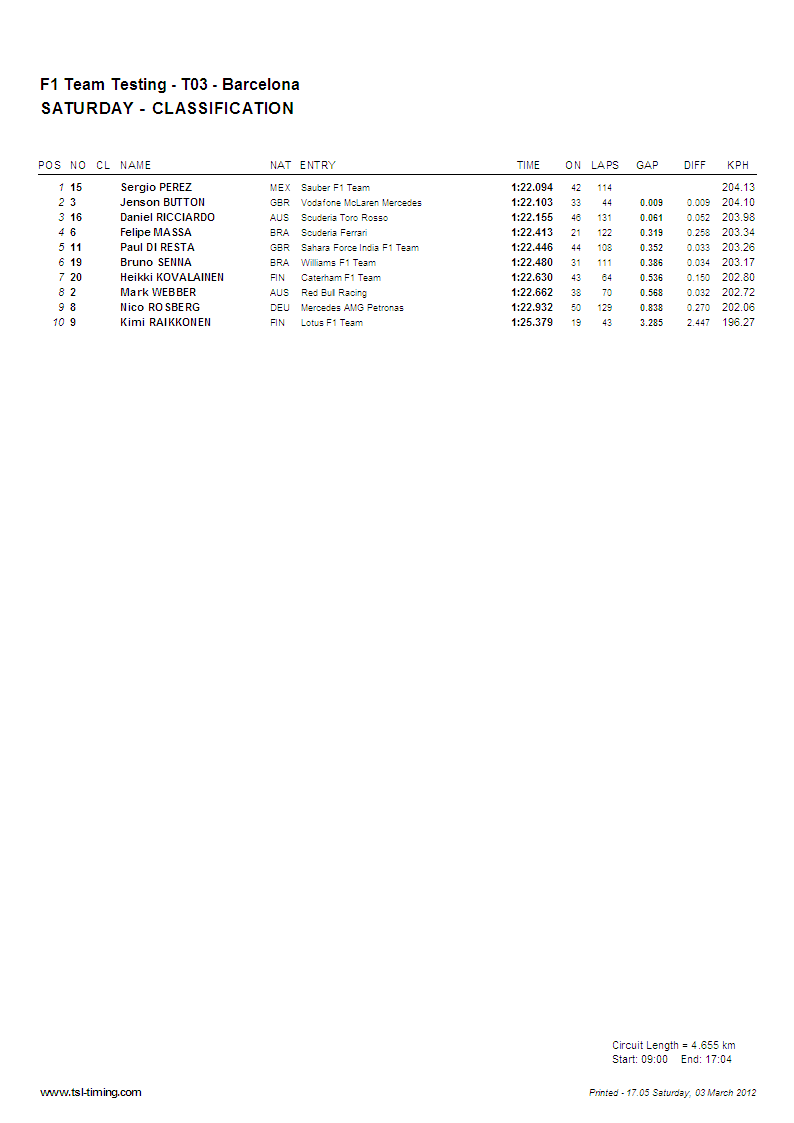 F1 Team Testing - T03 - Barcelona
SATURDAY - CLASSIFICATION
POS NO CL NAME NAT ENTRY TIME ON LAPS GAP DIFF KPH
1 15 Sergio PEREZ MEX Sauber F1 Team 1:22.094 42 114 204.13
2 3 Jenson BUTTON GBR Vodafone McLaren Mercedes 1:22.103 33 44 0.009 0.009 204.10
3 16 Daniel RICCIARDO AUS Scuderia Toro Rosso 1:22.155 46 131 0.061 0.052 203.98
4 6 Felipe MASSA BRA Scuderia Ferrari 1:22.413 21 122 0.319 0.258 203.34
5 11 Paul DI RESTA GBR Sahara Force India F1 Team 1:22.446 44 108 0.352 0.033 203.26
6 19 Bruno SENNA BRA Williams F1 Team 1:22.480 31 111 0.386 0.034 203.17
7 20 Heikki KOVALAINEN FIN Caterham F1 Team 1:22.630 43 64 0.536 0.150 202.80
8 2 Mark WEBBER AUS Red Bull Racing 1:22.662 38 70 0.568 0.032 202.72
9 8 Nico ROSBERG DEU Mercedes AMG Petronas 1:22.932 50 129 0.838 0.270 202.06
10 9 Kimi RAIKKONEN FIN Lotus F1 Team 1:25.379 19 43 3.285 2.447 196.27
Circuit Length = 4.655 km
Start: 09:00 End: 17:04
www.tsl-timing.com Printed - 17.05 Saturday, 03 March 2012